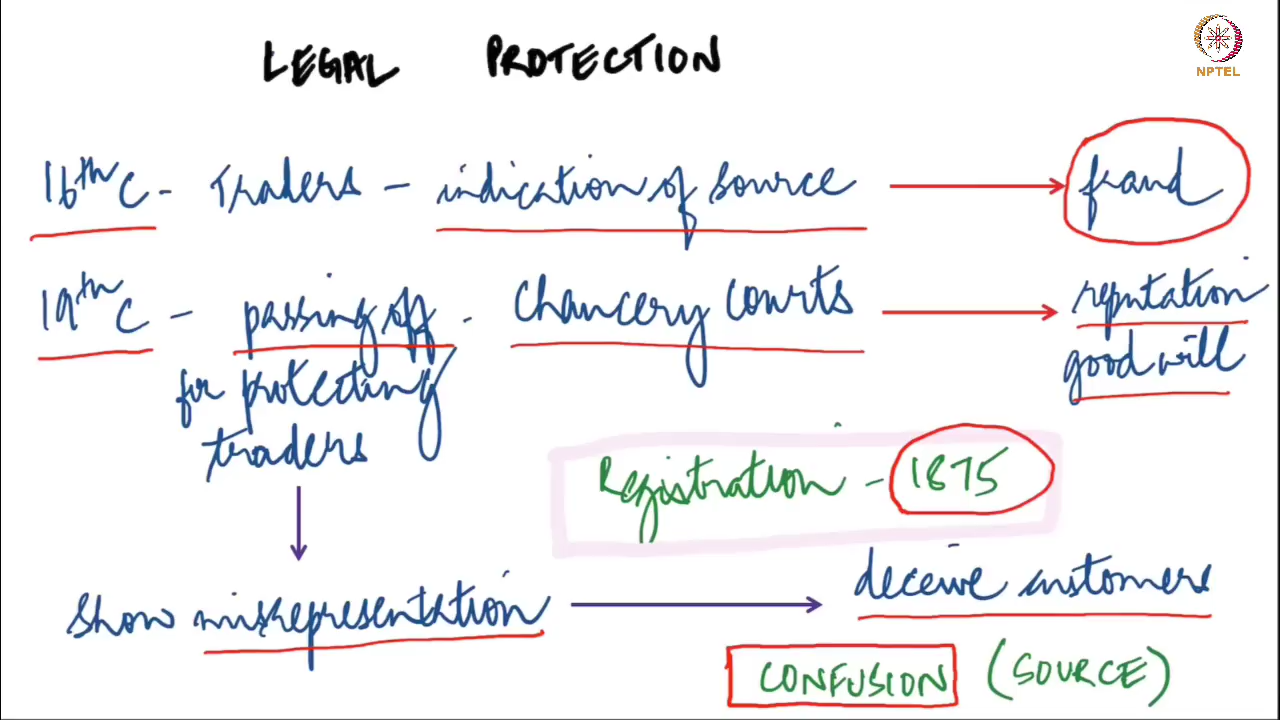 LEGAL PROTECTION
NPTEL
16th C - Traders - indication of source → fraud
19th C - passing off - Chancery Courts → reputation
for protecting goodwill
traders
Registration - 1875
Show misrepresentation → deceive customers
CONFUSION (SOURCE)